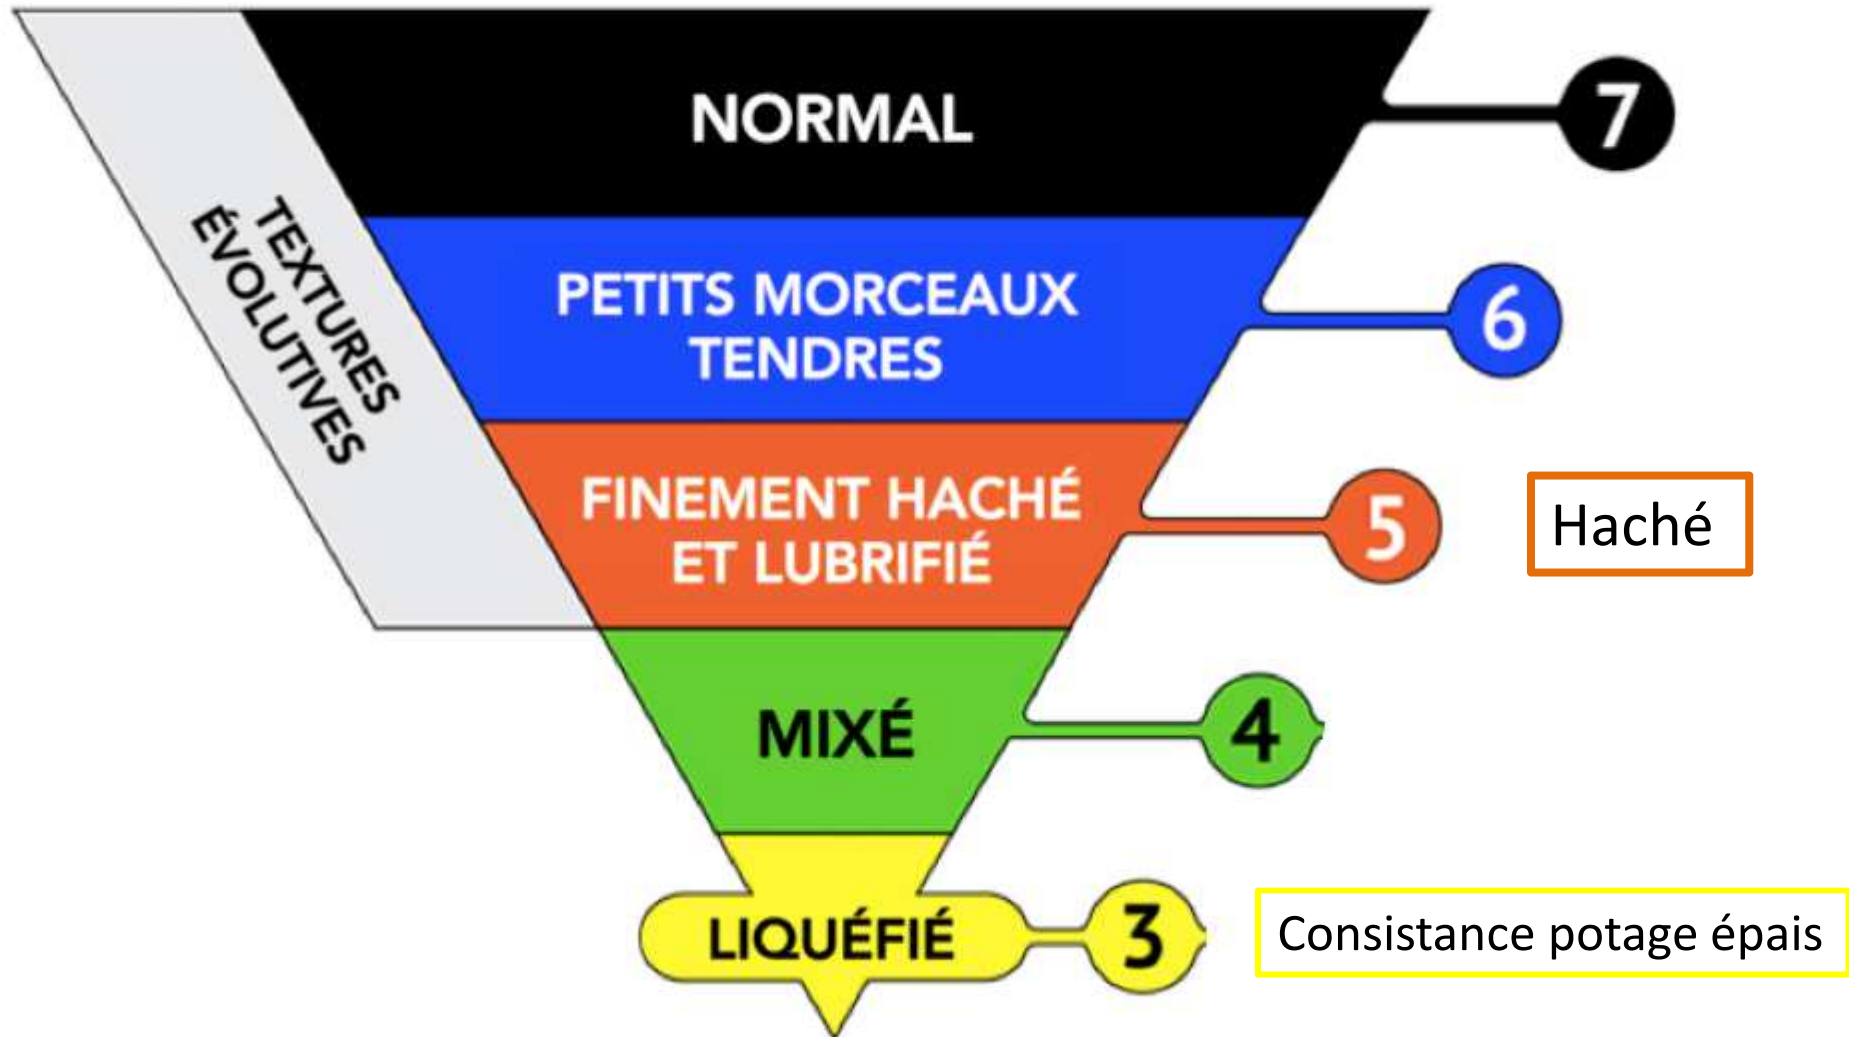 NORMAL
7
TEXTURES
ÉVOLUTIVES
PETITS MORCEAUX
TENDRES
6
FINEMENT HACHÉ
ET LUBRIFIÉ
5
Haché
MIXÉ
4
LIQUÉFIÉ
3
Consistance potage épais